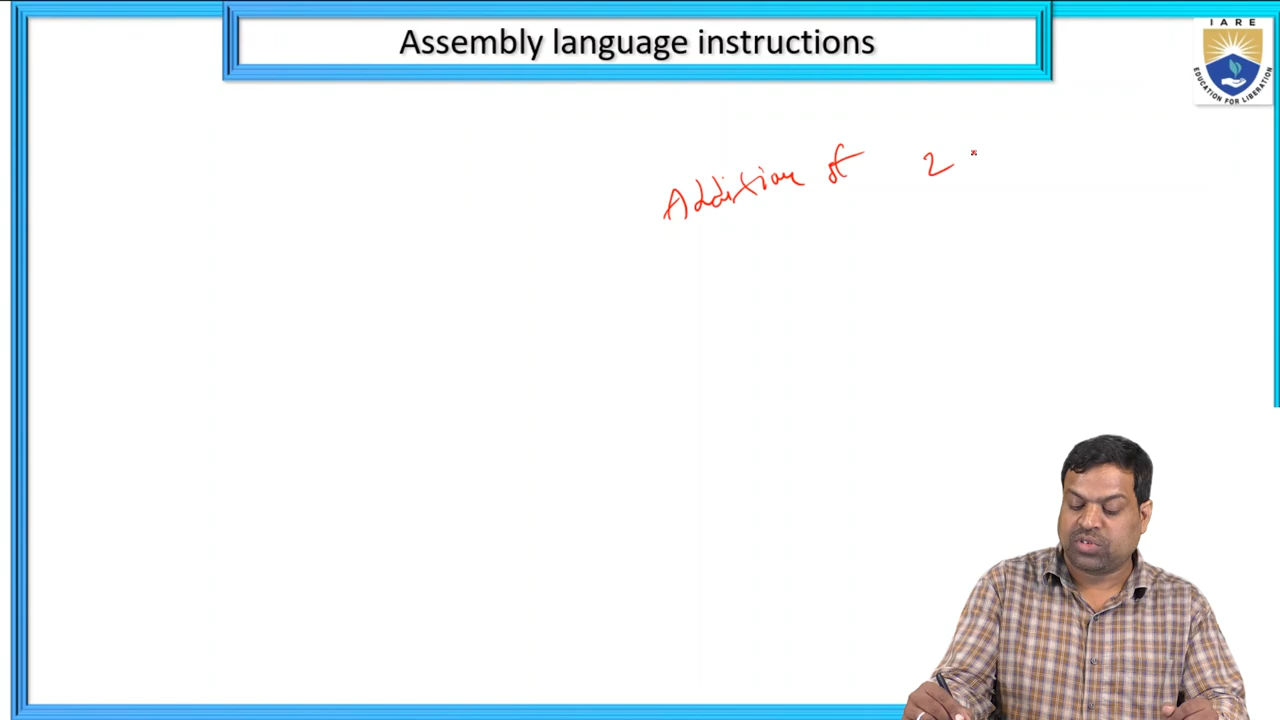 Assembly language instructions
IARE
EDUCATION FOR LIBERATION
Addition of 2